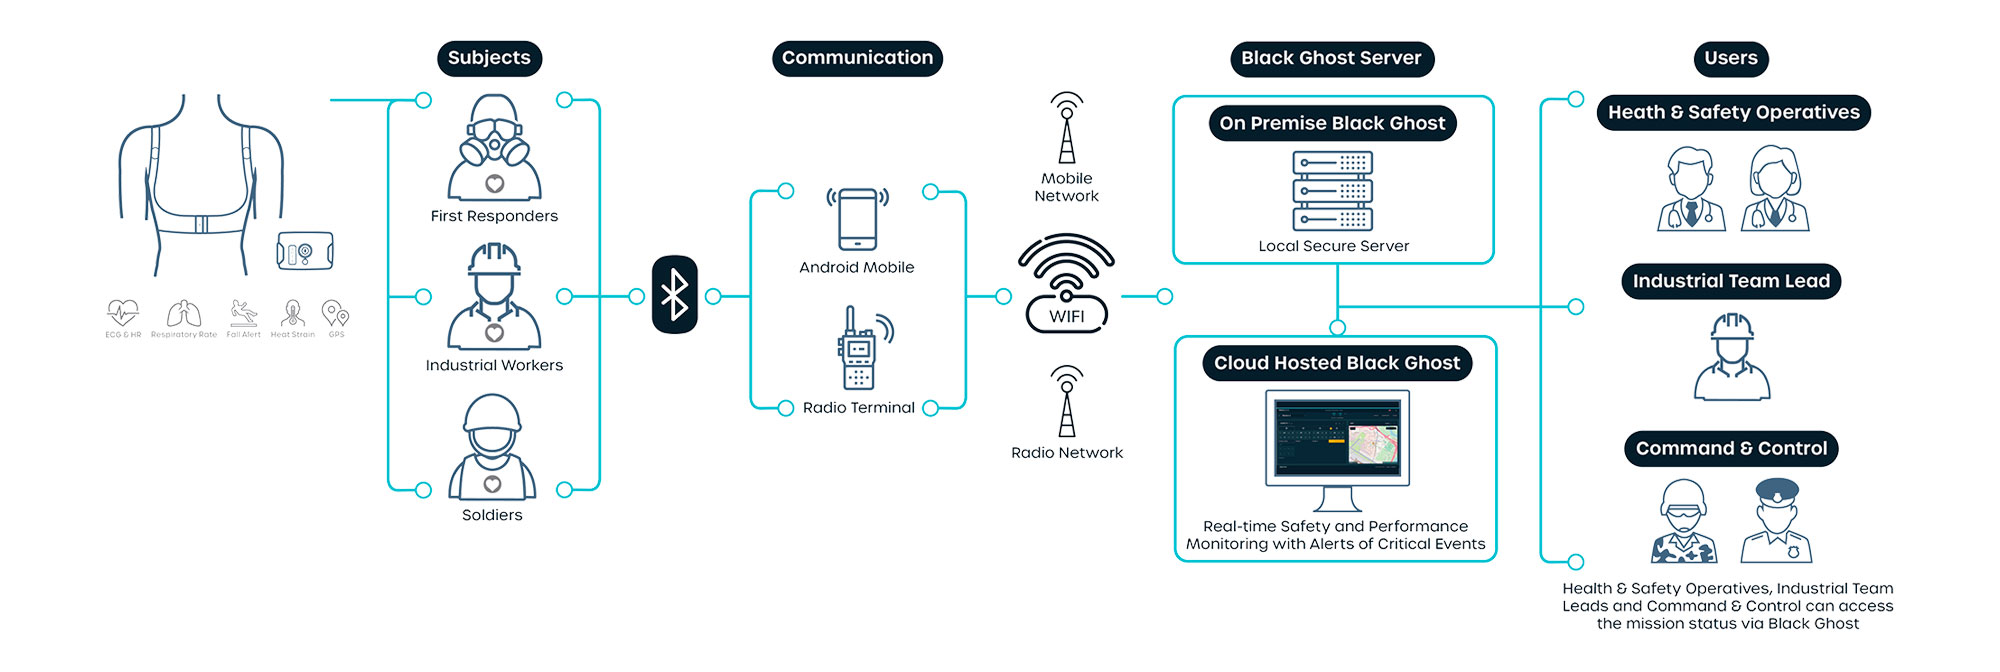 Subjects
Communication
Black Ghost Server
Users
ECG & HR
Respiratory Rate
Fall Alert
Heat Strain
GPS
First Responders
Industrial Workers
Soldiers
Android Mobile
Radio Terminal
Mobile
Network
WIFI
Radio Network
On Premise Black Ghost
Local Secure Server
Cloud Hosted Black Ghost
Real-time Safety and Performance
Monitoring with Alerts of Critical Events
Heath & Safety Operatives
Industrial Team Lead
Command & Control
Health & Safety Operatives, Industrial Team
Leads and Command & Control can access
the mission status via Black Ghost